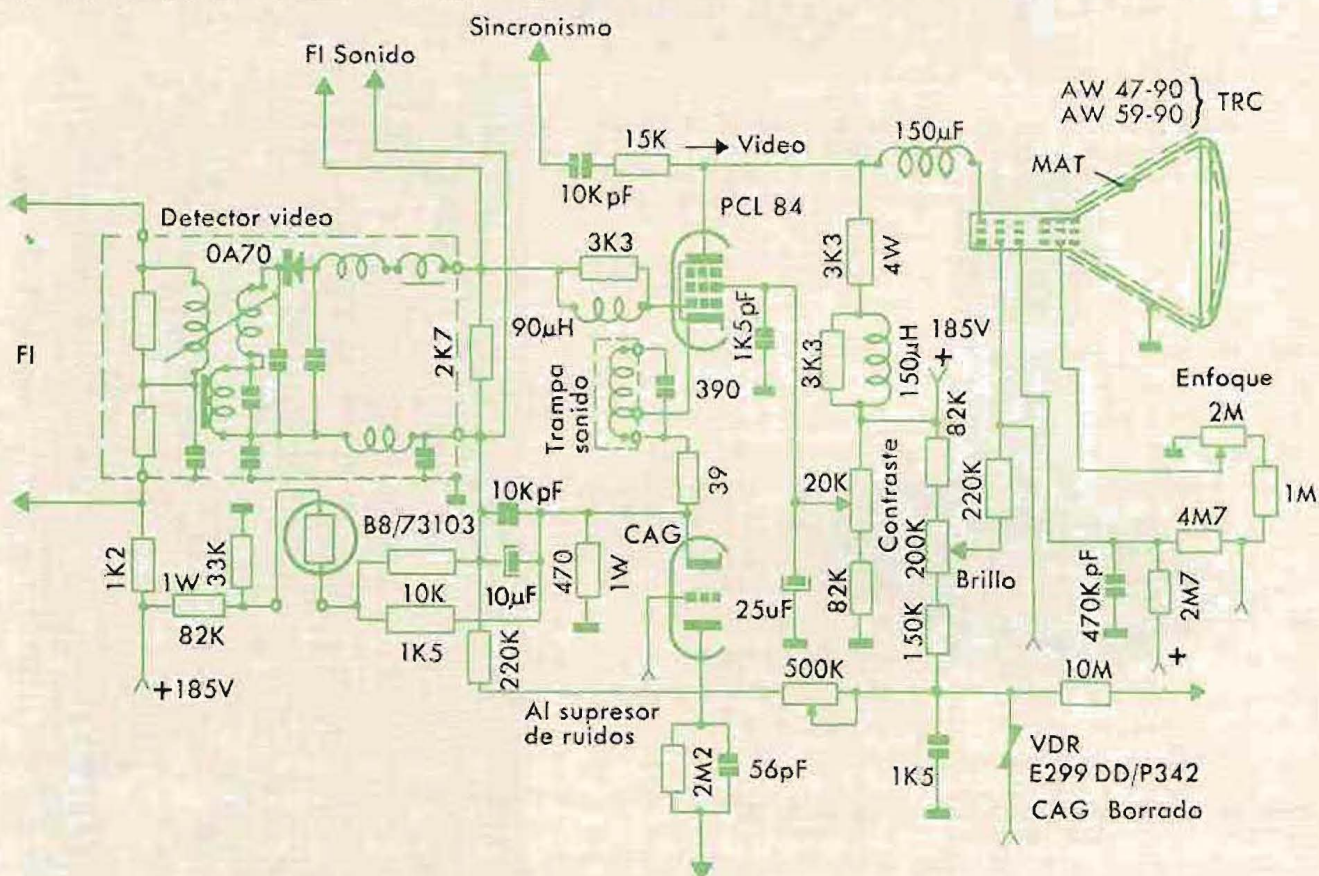 Sincronismo
FI Sonido
AW 47-90
AW 59-90
TRC
150µF
15K
Video
MAT
10KpF
PCL 84
Detector video
0A70
3K3
3K3
4W
1K5pF
90µH
2K7
FI
3K3
150µH
185V
+
Trampa
sonido
390
Enfoque
2M
82K
39
20K
Contraste
220K
1M
10KpF
B8/73103
CAG
4M7
1K2
1W
33K
200K
Brillo
10K
10µF
470
1W
25uF
82K
470KpF
2M7
82K
1K5
220K
150K
+
+185V
500K
10M
Al supresor
de ruidos
2M2
56pF
1K5
VDR
E299 DD/P342
CAG Borrado